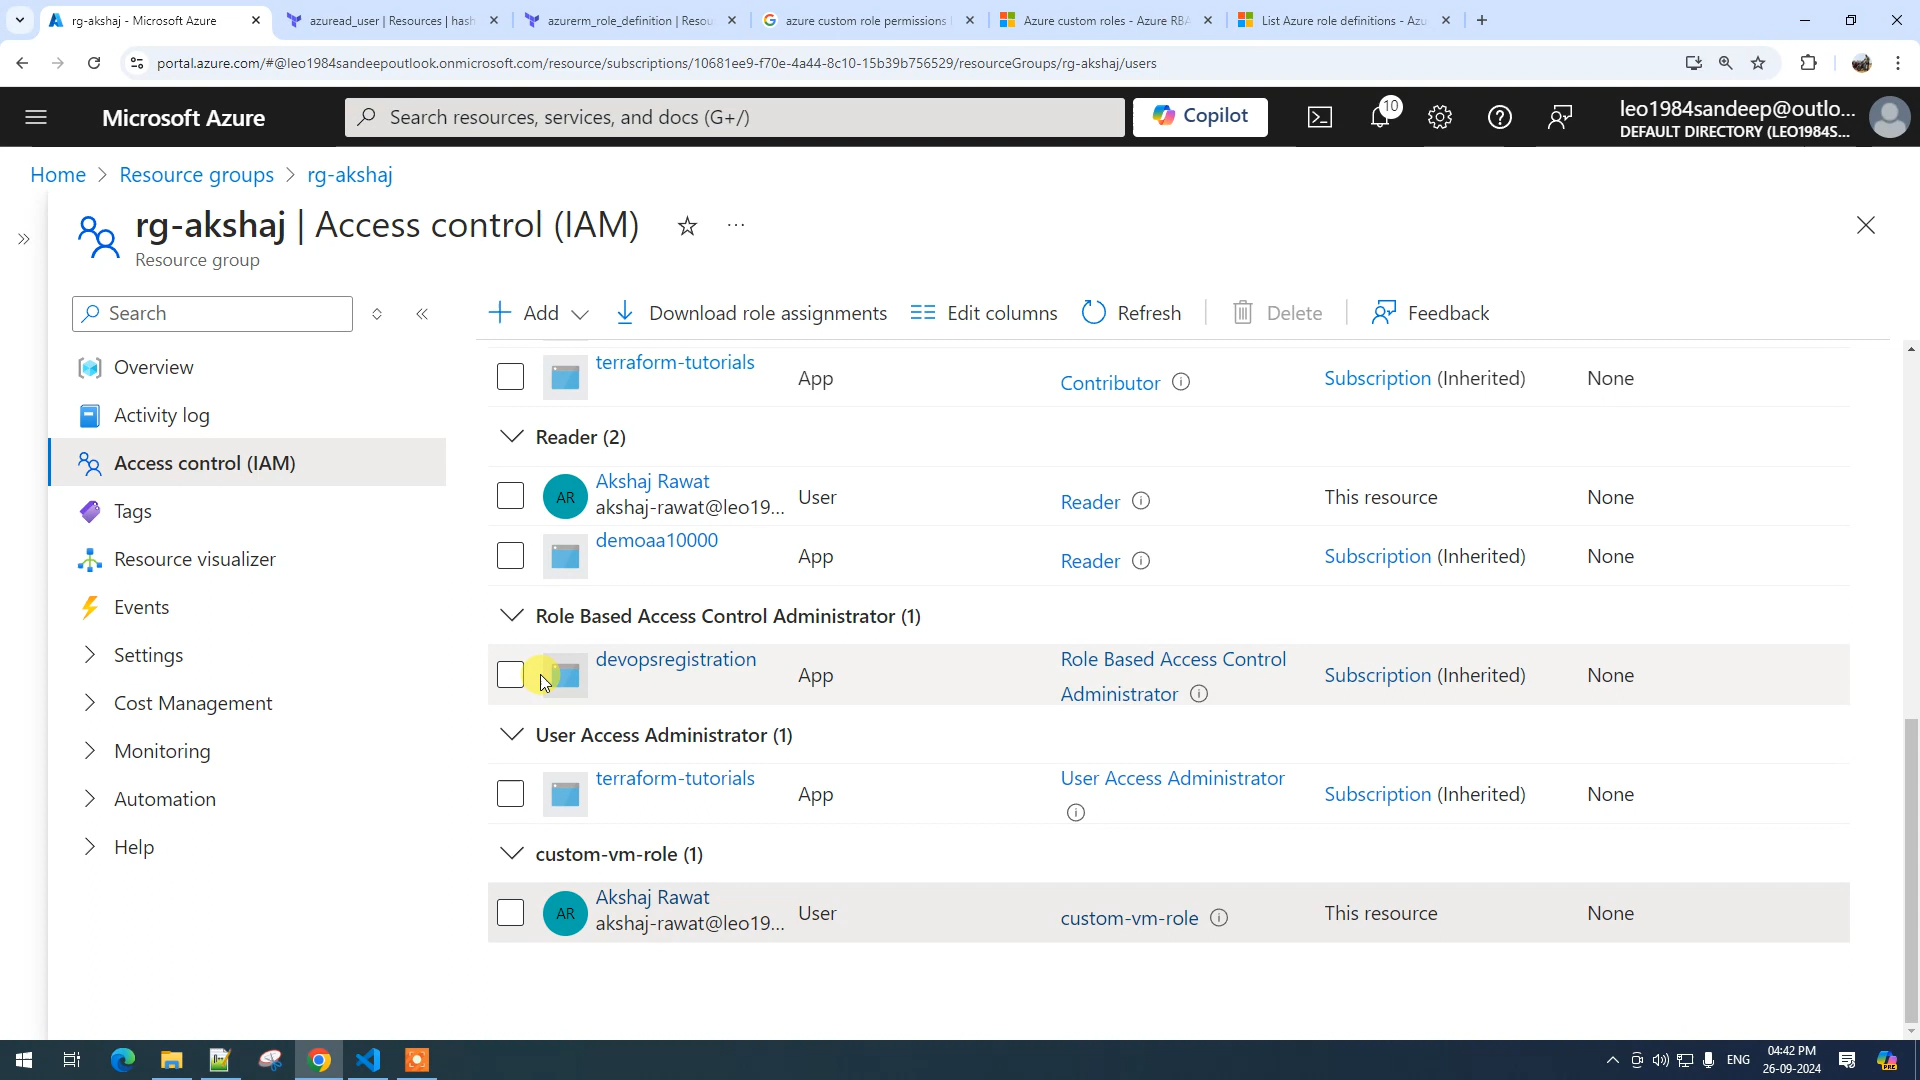 rg-akshaj - Microsoft Azure
azuread_user | Resources | hash
azurerm_role_definition | Resou
azure custom role permissions
Azure custom roles - Azure RBA
List Azure role definitions - Azu
portal.azure.com/#@leo1984sandeepoutlook.onmicrosoft.com/resource/subscriptions/10681ee9-f70e-4a44-8c10-15b39b756529/resourceGroups/rg-akshaj/users
Microsoft Azure
Search resources, services, and docs (G+/)
Copilot
10
leo1984sandeep@outlo...
DEFAULT DIRECTORY (LEO1984S...
Home > Resource groups > rg-akshaj
rg-akshaj | Access control (IAM)
Resource group
Search
Add
Download role assignments
Edit columns
Refresh
Delete
Feedback
Overview
Activity log
Access control (IAM)
Tags
Resource visualizer
Events
Settings
Cost Management
Monitoring
Automation
Help
terraform-tutorials
App
Contributor
Subscription (Inherited)
None
Reader (2)
AR
Akshaj Rawat
akshaj-rawat@leo19...
User
Reader
This resource
None
demoaa10000
App
Reader
Subscription (Inherited)
None
Role Based Access Control Administrator (1)
devopsregistration
App
Role Based Access Control
Administrator
Subscription (Inherited)
None
User Access Administrator (1)
terraform-tutorials
App
User Access Administrator
Subscription (Inherited)
None
custom-vm-role (1)
AR
Akshaj Rawat
akshaj-rawat@leo19...
User
custom-vm-role
This resource
None
ENG
04:42 PM
26-09-2024